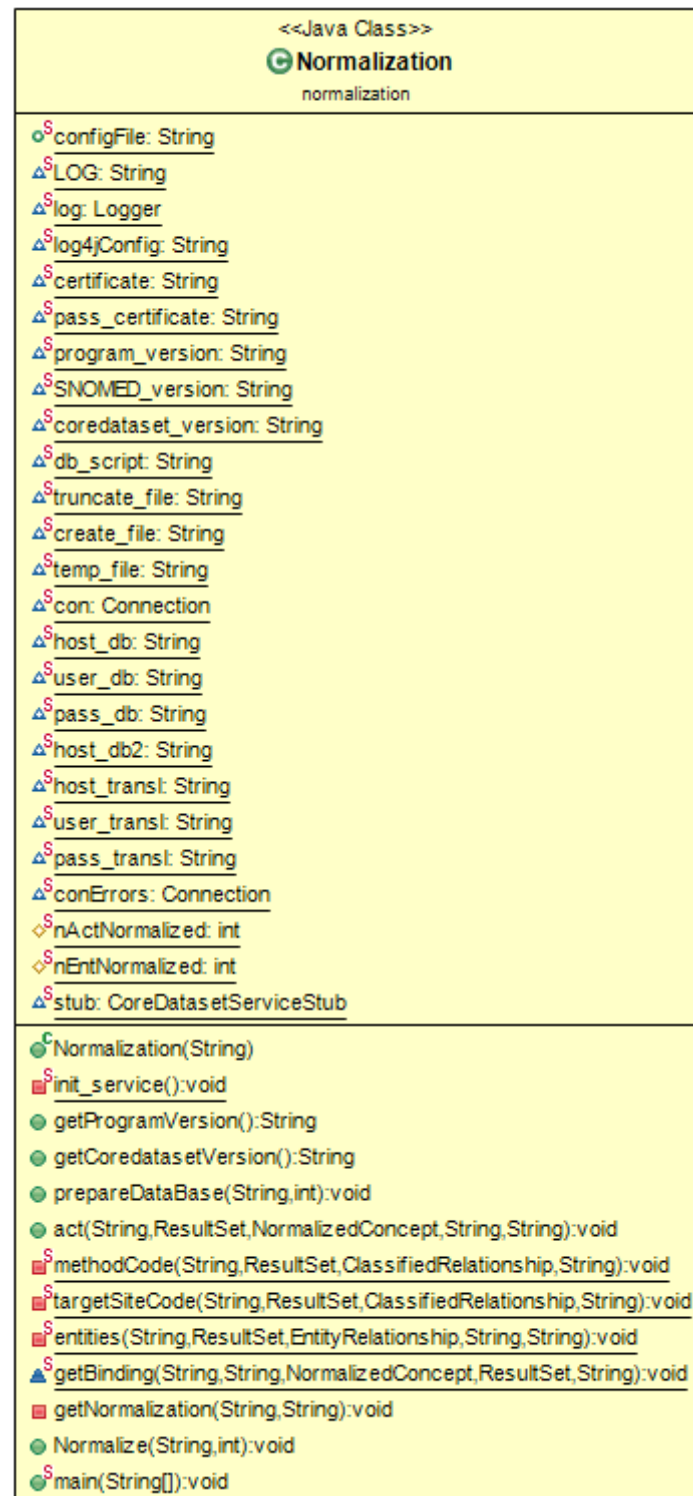 <<Java Class>>
Normalization
normalization
configFile: String
LOG: String
log: Logger
log4jConfig: String
certificate: String
pass_certificate: String
program_version: String
SNOMED_version: String
coredataset_version: String
db_script: String
truncate_file: String
create_file: String
temp_file: String
con: Connection
host_db: String
user_db: String
pass_db: String
host_db2: String
host_transl: String
user_transl: String
pass_transl: String
conErrors: Connection
nActNormalized: int
nEntNormalized: int
stub: CoreDatasetServiceStub
Normalization(String)
init_service():void
getProgramVersion():String
getCoredatasetVersion():String
prepareDataBase(String,int):void
act(String,ResultSet,NormalizedConcept,String,String):void
methodCode(String,ResultSet,ClassifiedRelationship,String):void
targetSiteCode(String,ResultSet,ClassifiedRelationship,String):void
entities(String,ResultSet,EntityRelationship,String,String):void
getBinding(String,String,NormalizedConcept,ResultSet,String):void
getNormalization(String,String):void
Normalize(String,int):void
main(String[]):void